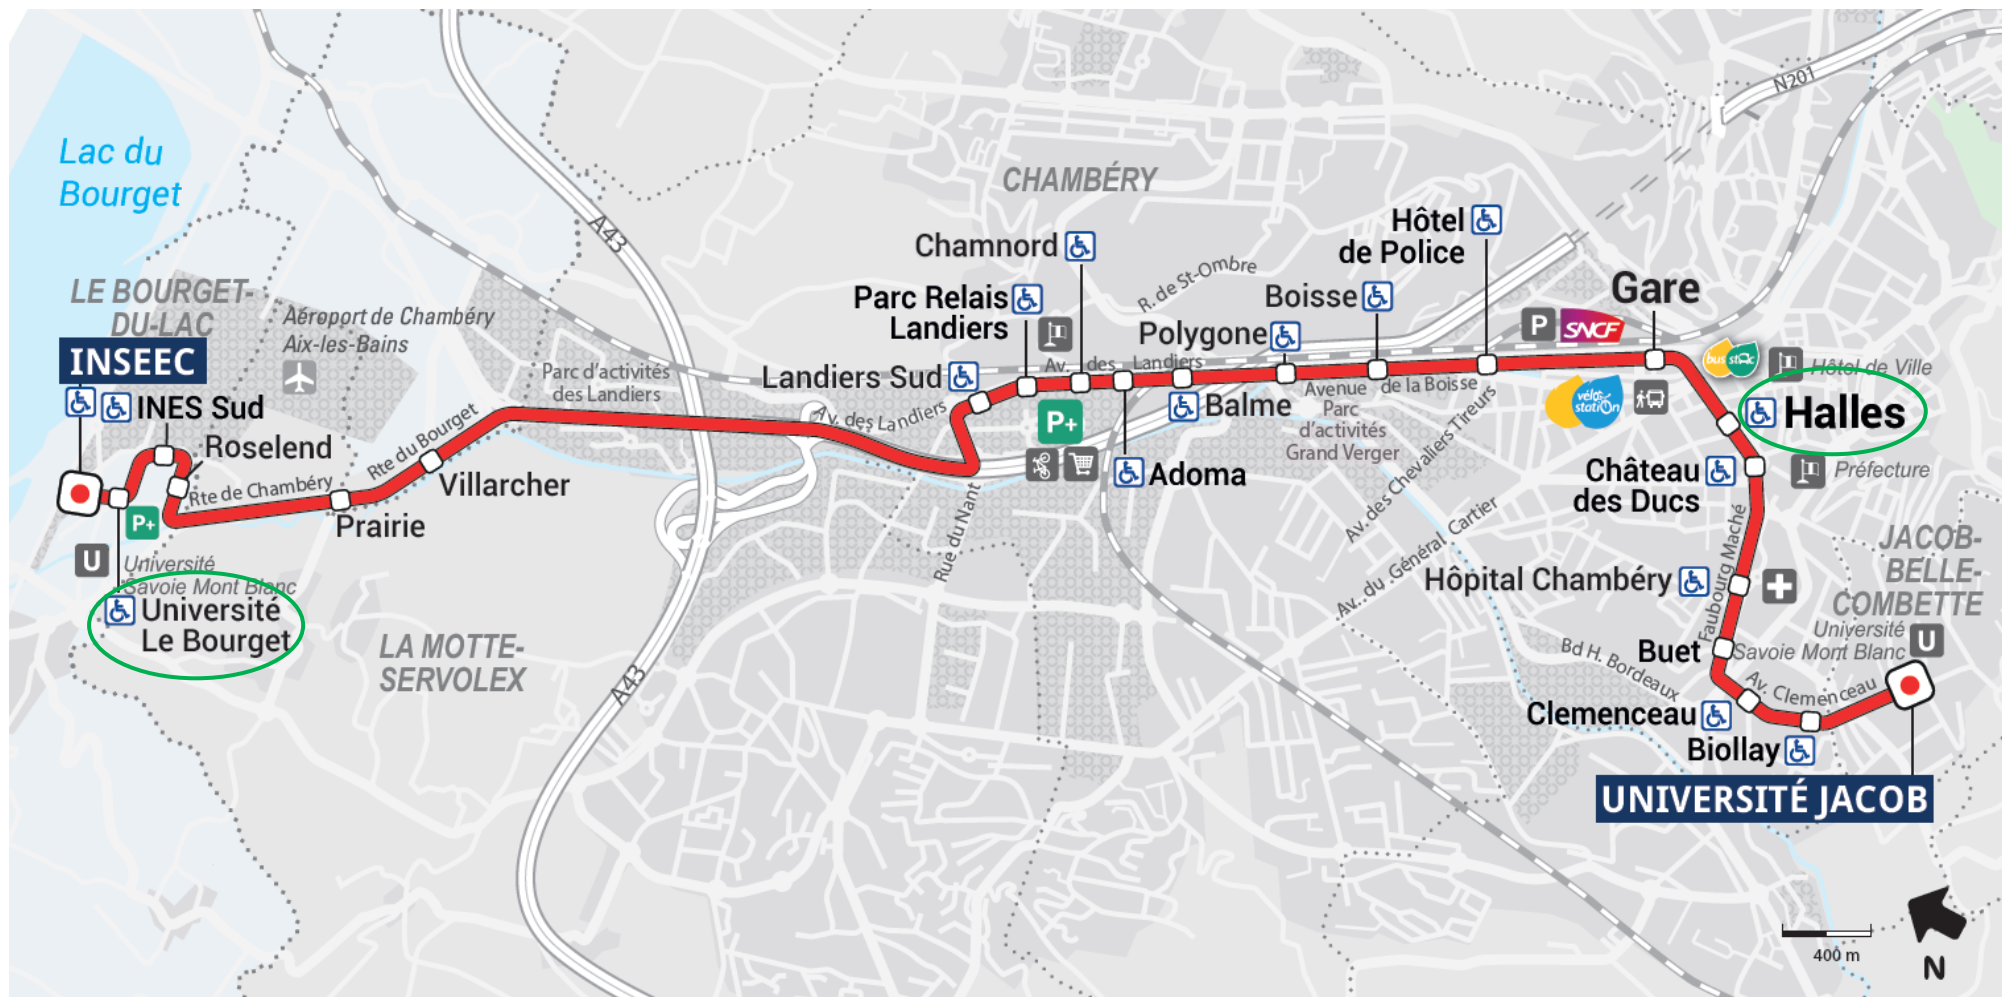 N201
Lac du
Bourget
A43
CHAMBÉRY
Hôtel
de Police
Chamnord
R. de St-Ombre
Gare
Parc Relais
Landiers
Boisse
LE BOURGET-
DU-LAC
Aéroport de Chambéry
Aix-les-Bains
Polygone
P
SNCF
bus stac
Hôtel de Ville
INSEEC
Parc d'activités
des Landiers
Landiers Sud
Av. des Landiers
Avenue de la Boisse
Parc
d'activités
Grand Verger
vélo
station
Halles
INES Sud
Roselend
Rte du Bourget
Av. des Landiers
P+
Balme
Av. des Chevaliers Tireurs
Château
des Ducs
Préfecture
Rte de Chambéry
Villarcher
Adoma
Prairie
P+
Rue du Nant
Av. du Général Cartier
Faubourg Maché
JACOB-
BELLE-
COMBETTE
U
Université
Savoie Mont Blanc
Université
Le Bourget
Hôpital Chambéry
LA MOTTE-
SERVOLEX
A43
Bd H. Bordeaux
Buet
Université
Savoie Mont Blanc
U
Av. Clemenceau
Clemenceau
Biollay
UNIVERSITÉ JACOB
400 m
N